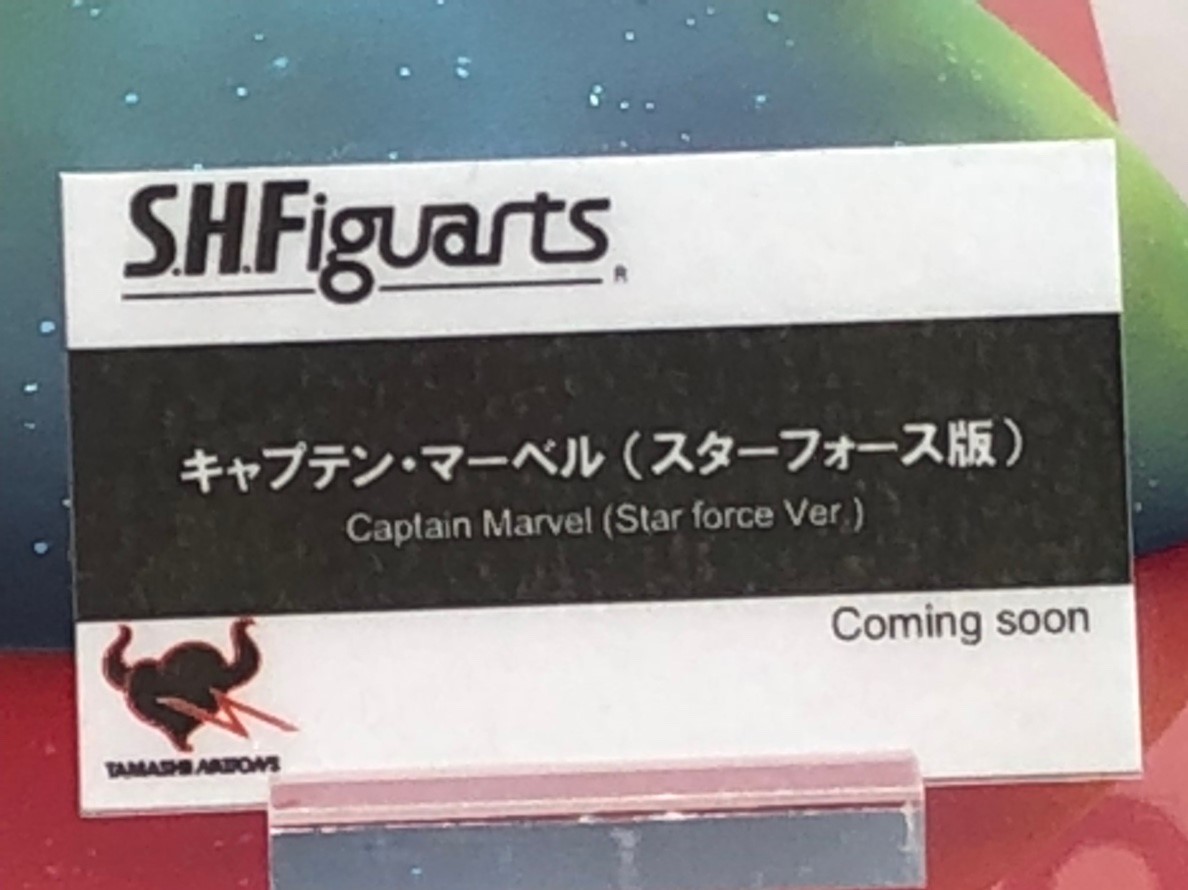 S.H.Figuarts
®
キャプテン・マーベル（スターフォース版）
Captain Marvel (Star force Ver.)
Coming soon
TAMASHII NATIONS